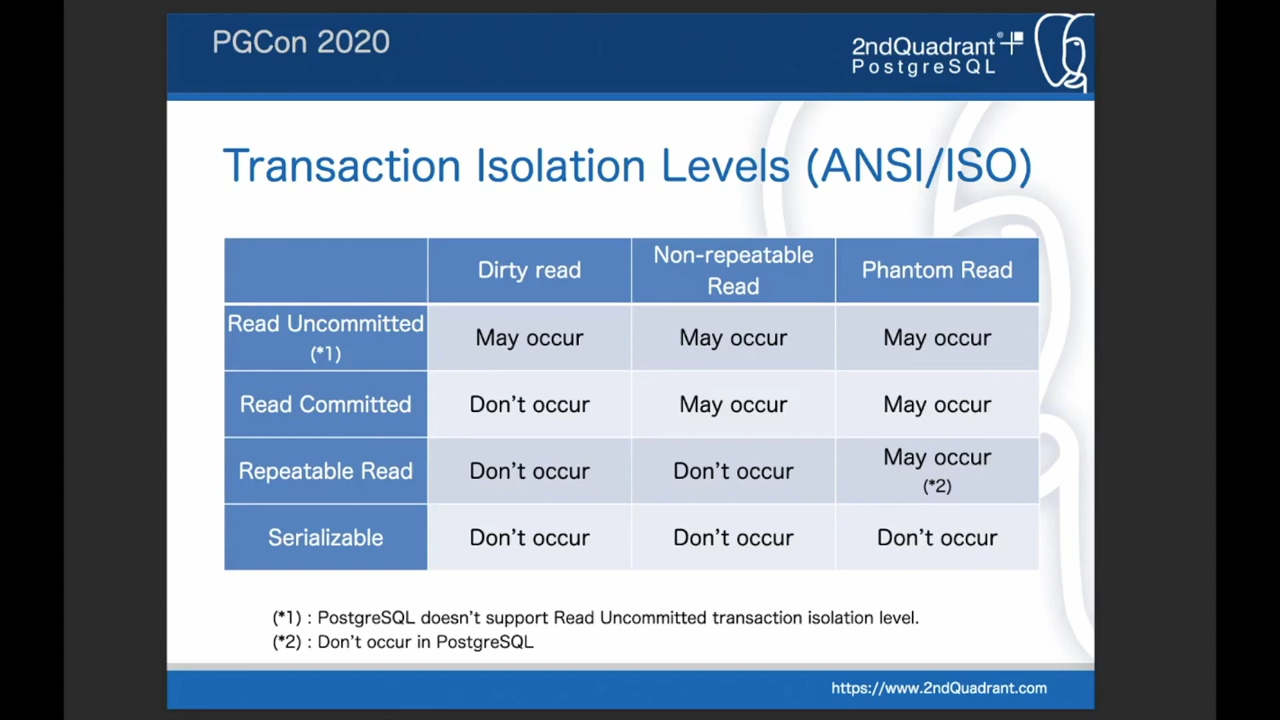 PGCon 2020
2ndQuadrant®+
PostgreSQL
Transaction Isolation Levels (ANSI/ISO)
Dirty read
Non-repeatable
Read
Phantom Read
Read Uncommitted
(*1)
May occur
May occur
May occur
Read Committed
Don't occur
May occur
May occur
Repeatable Read
Don't occur
Don't occur
May occur
(*2)
Serializable
Don't occur
Don't occur
Don't occur
(*1) : PostgreSQL doesn't support Read Uncommitted transaction isolation level.
(*2) : Don't occur in PostgreSQL
https://www.2ndQuadrant.com